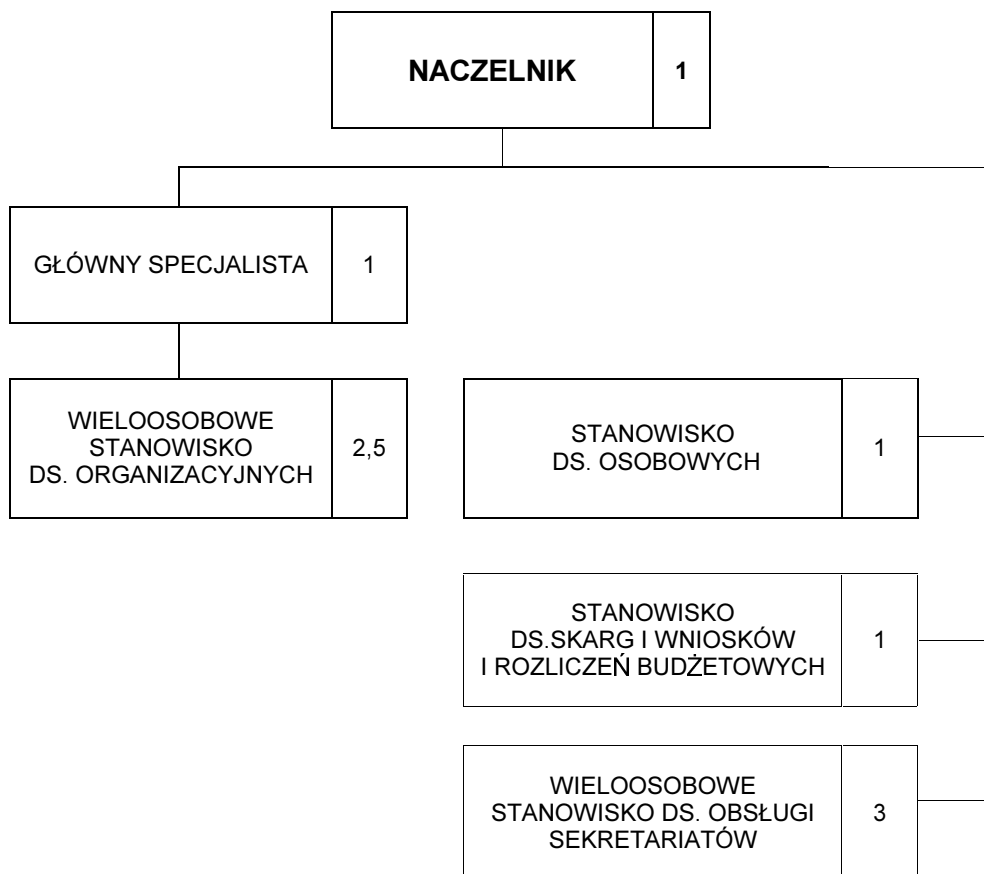 NACZELNIK
1
GŁÓWNY SPECJALISTA
1
WIELOOSOBOWE
STANOWISKO
DS. ORGANIZACYJNYCH
2,5
STANOWISKO
DS. OSOBOWYCH
1
STANOWISKO
DS.SKARG I WNIOSKÓW
I ROZLICZEŃ BUDŻETOWYCH
1
WIELOOSOBOWE
STANOWISKO DS. OBSŁUGI
SEKRETARIATÓW
3